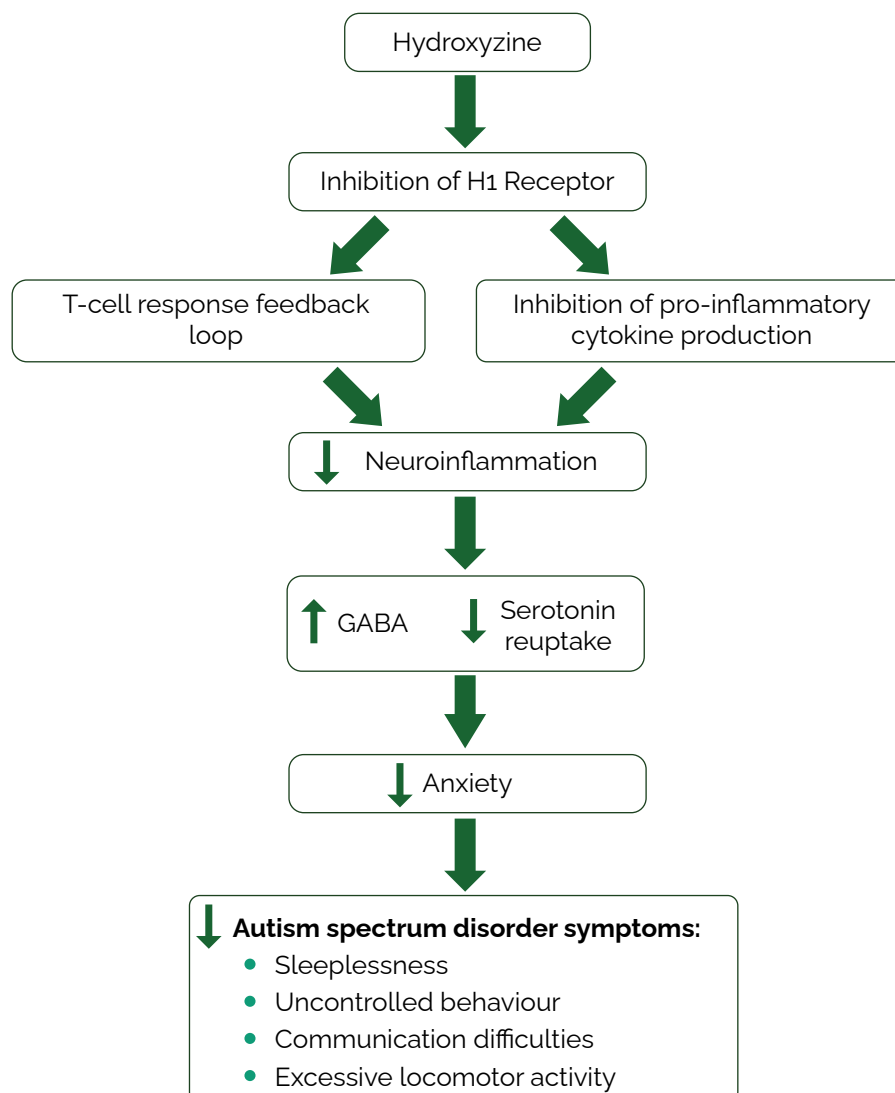 Hydroxyzine
Inhibition of H1 Receptor
T-cell response feedback
loop
Inhibition of pro-inflammatory
cytokine production
Neuroinflammation
GABA
Serotonin
reuptake
Anxiety
Autism spectrum disorder symptoms:
Sleeplessness
Uncontrolled behaviour
Communication difficulties
Excessive locomotor activity